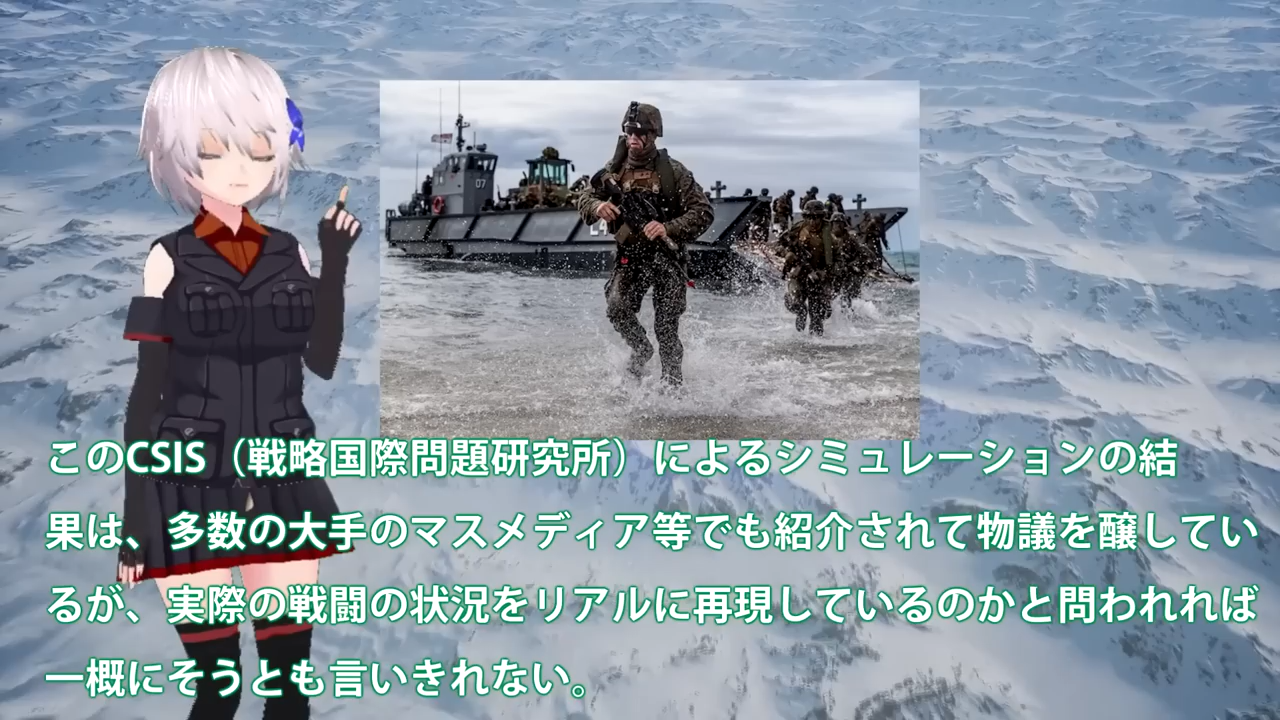 07
このCSIS（戦略国際問題研究所）によるシミュレーションの結
果は、多数の大手のマスメディア等でも紹介されて物議を醸してい
るが、実際の戦闘の状況をリアルに再現しているのかと問われれば
一概にそうとも言いきれない。